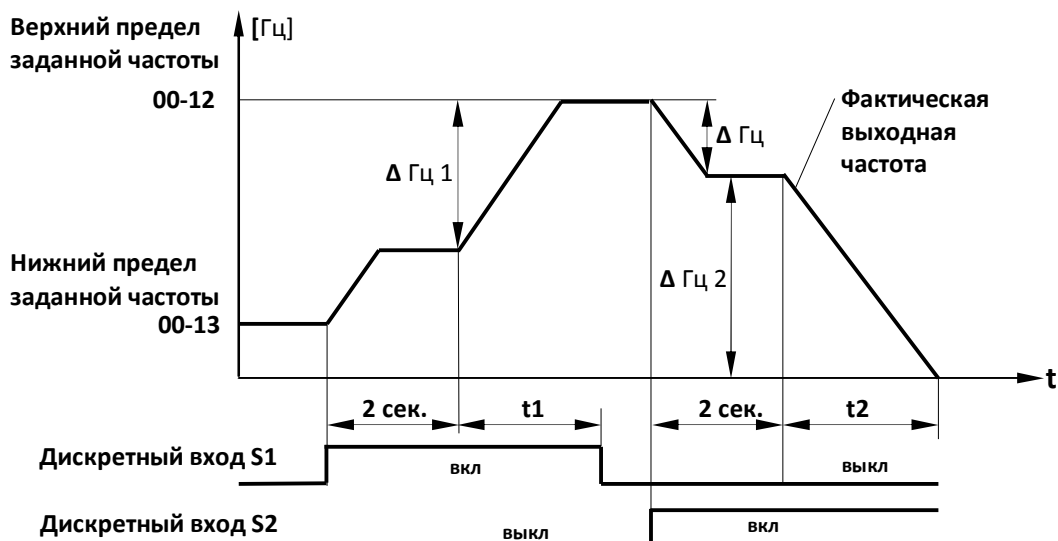 Верхний предел
заданной частоты
00-12
[Гц]
Δ Гц 1
Δ Гц
Фактическая
выходная
частота
Нижний предел
заданной частоты
00-13
Δ Гц 2
t
2 сек.
t1
2 сек.
t2
Дискретный вход S1
вкл
выкл
Дискретный вход S2
выкл
вкл